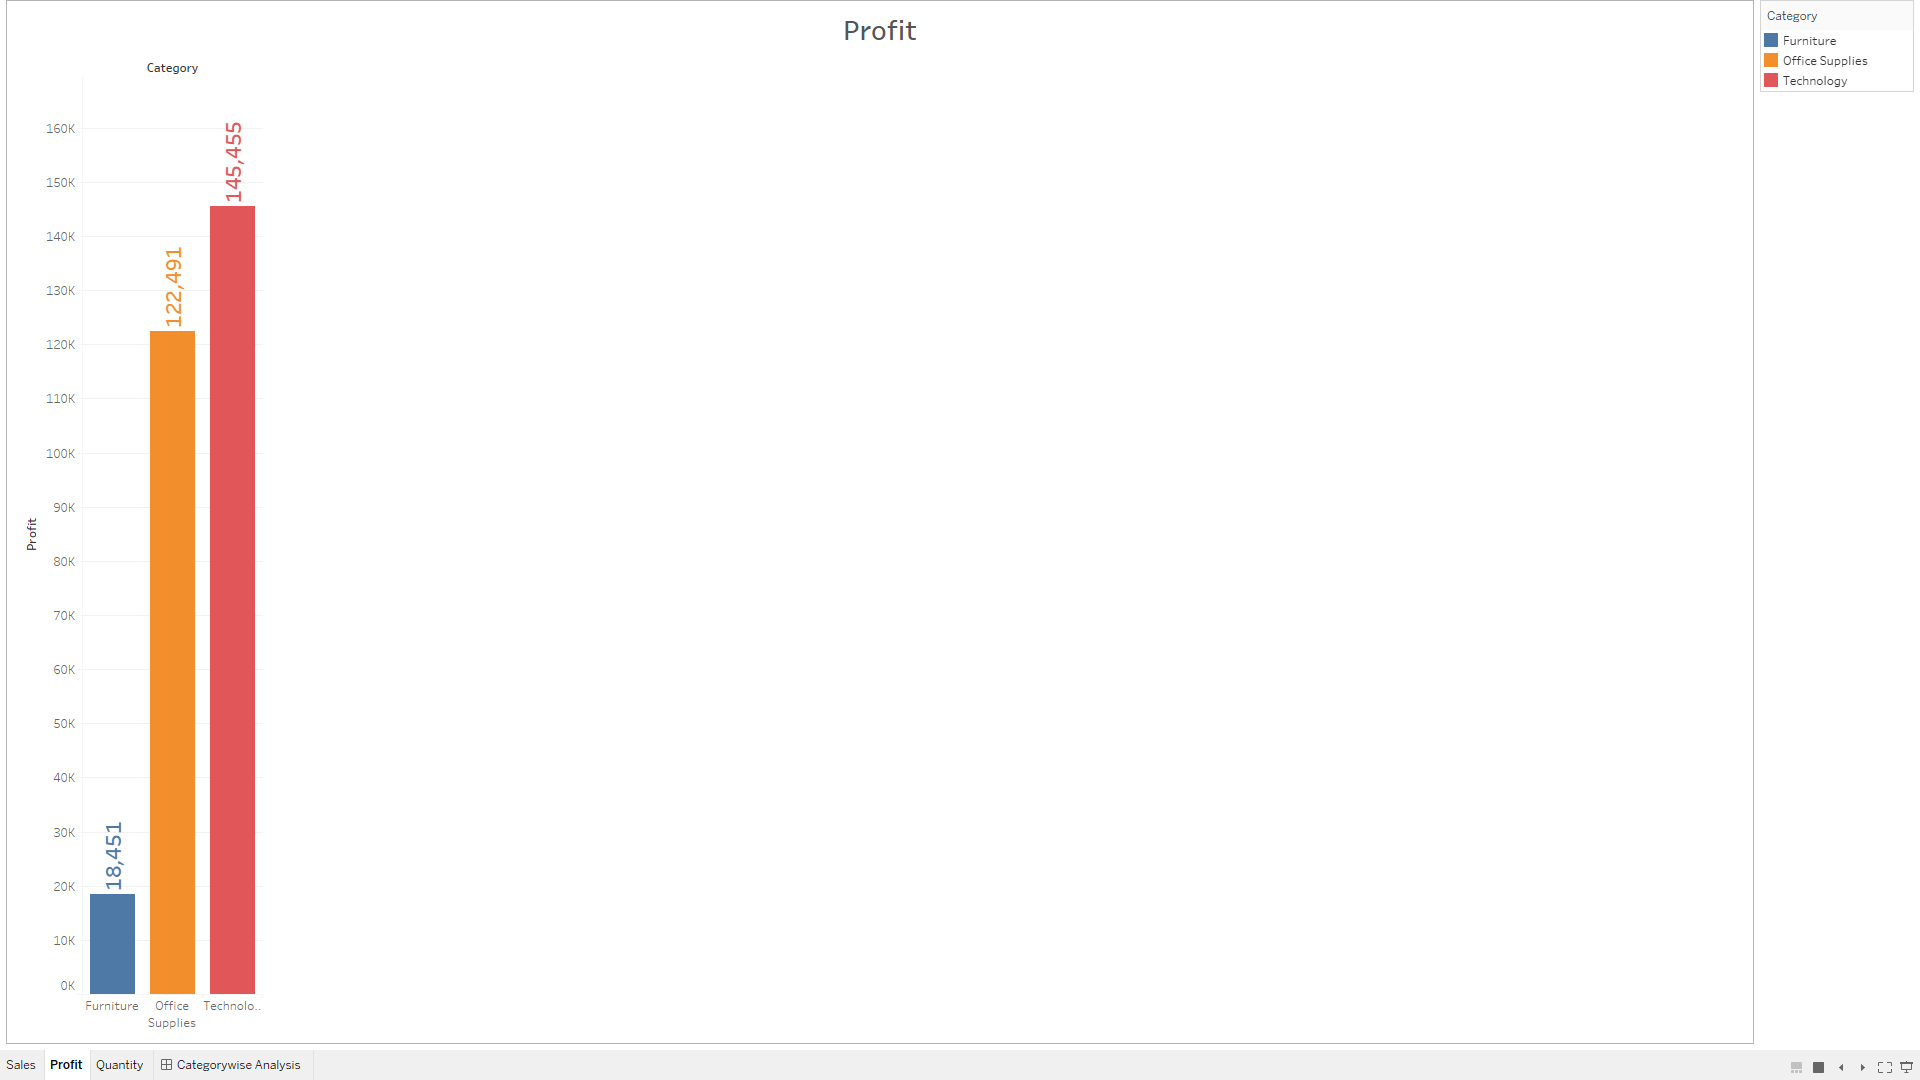 Profit
Category
Furniture
Office Supplies
Technology
Category
160K
150K
140K
130K
120K
110K
100K
90K
80K
70K
60K
50K
40K
30K
20K
10K
0K
Profit
18,451
122,491
145,455
Furniture
Office
Supplies
Technolo..
Sales
Profit
Quantity
Categorywise Analysis